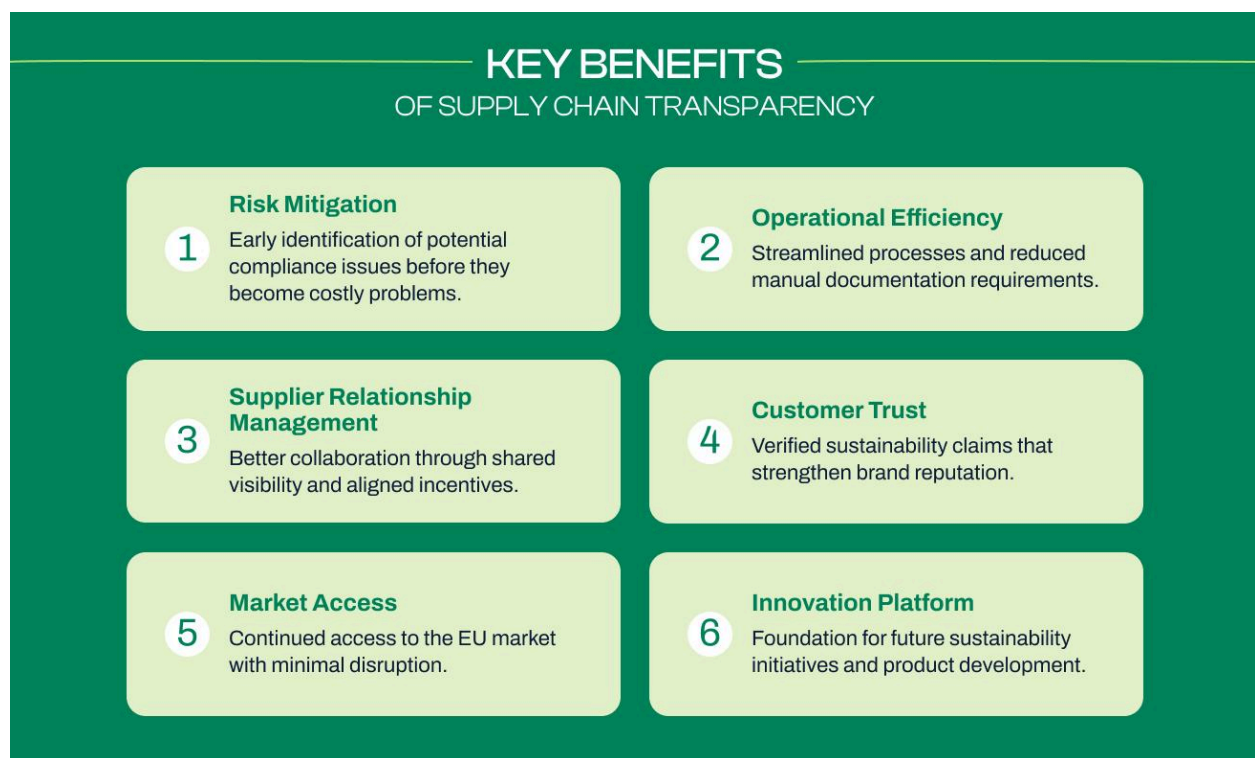 KEY BENEFITS
OF SUPPLY CHAIN TRANSPARENCY
1
Risk Mitigation
Early identification of potential
compliance issues before they
become costly problems.
2
Operational Efficiency
Streamlined processes and reduced
manual documentation requirements.
3
Supplier Relationship
Management
Better collaboration through shared
visibility and aligned incentives.
4
Customer Trust
Verified sustainability claims that
strengthen brand reputation.
5
Market Access
Continued access to the EU market
with minimal disruption.
6
Innovation Platform
Foundation for future sustainability
initiatives and product development.